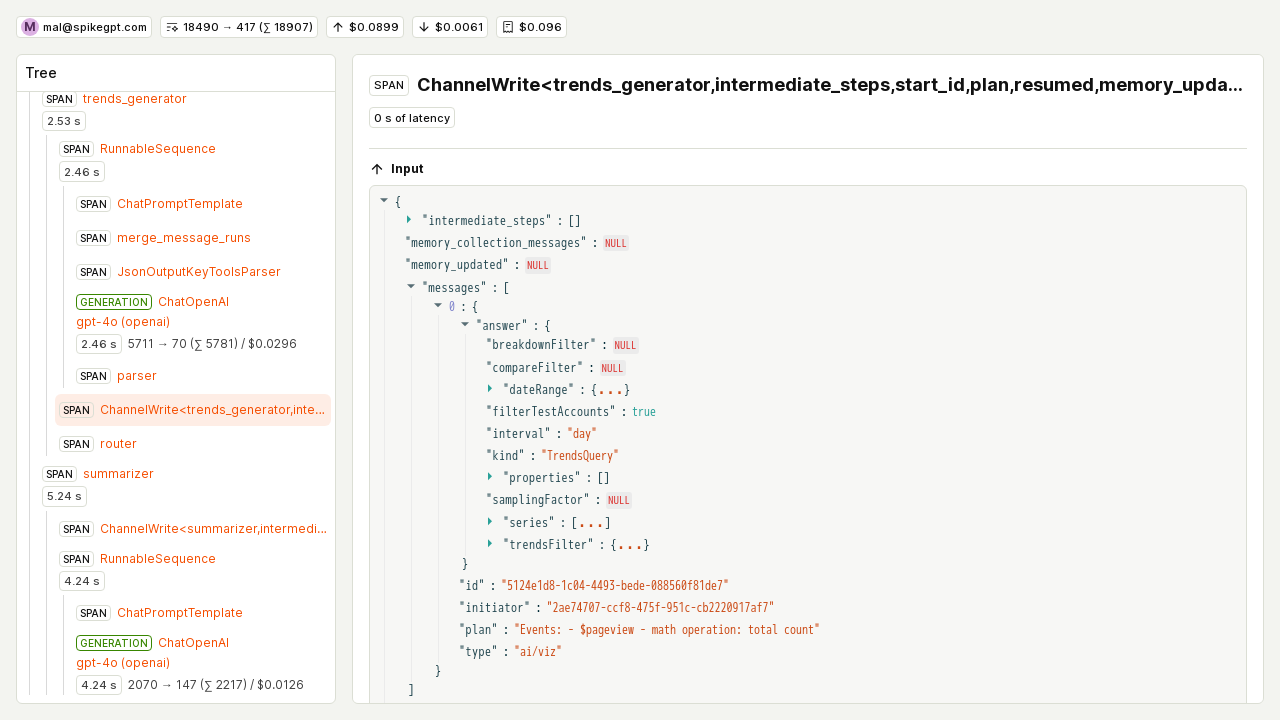 M mal@spikegpt.com 18490 → 417 (∑ 18907) ↑ $0.0899 ↓ $0.0061 $0.096
Tree
SPAN trends_generator
2.53 s
SPAN RunnableSequence
2.46 s
SPAN ChatPromptTemplate
SPAN merge_message_runs
SPAN JsonOutputKeyToolsParser
GENERATION ChatOpenAI
gpt-4o (openai)
2.46 s 5711 → 70 (∑ 5781) / $0.0296
SPAN parser
SPAN ChannelWrite<trends_generator,inte...
SPAN router
SPAN summarizer
5.24 s
SPAN ChannelWrite<summarizer,intermedi...
SPAN RunnableSequence
4.24 s
SPAN ChatPromptTemplate
GENERATION ChatOpenAI
gpt-4o (openai)
4.24 s 2070 → 147 (∑ 2217) / $0.0126
SPAN ChannelWrite<trends_generator,intermediate_steps,start_id,plan,resumed,memory_upda...
0 s of latency
↑ Input
{
"intermediate_steps" : []
"memory_collection_messages" : NULL
"memory_updated" : NULL
"messages" : [
0 : {
"answer" : {
"breakdownFilter" : NULL
"compareFilter" : NULL
"dateRange" : {...}
"filterTestAccounts" : true
"interval" : "day"
"kind" : "TrendsQuery"
"properties" : []
"samplingFactor" : NULL
"series" : [...]
"trendsFilter" : {...}
}
"id" : "5124e1d8-1c04-4493-bede-088560f81de7"
"initiator" : "2ae74707-ccf8-475f-951c-cb2220917af7"
"plan" : "Events: - $pageview - math operation: total count"
"type" : "ai/viz"
}
]